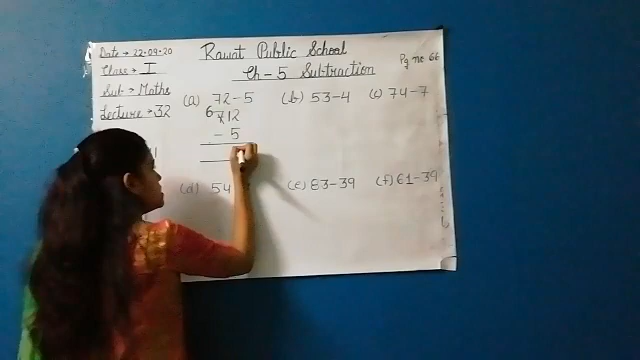 Date → 22.09.20
Rawat Public School
Pg no 66
Class → I
Ch-5 Subtraction
Sub → Maths
Lecture → 32
(a) 72-5
(b) 53-4
(c) 74-7
6 7 12
- 5
(d) 54
(e) 83-39
(f) 61-39